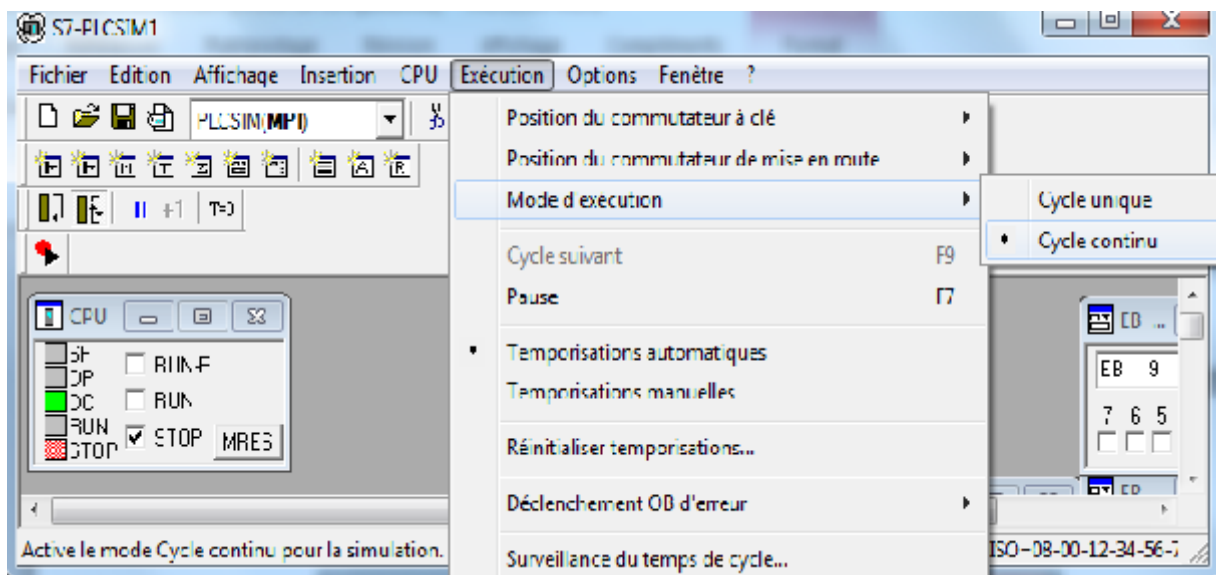 S7-PLCSIM1
Fichier Edition Affichage Insertion CPU Exécution Options Fenêtre ?
PLCSIM(MPI)
+1 T=0
Position du commutateur à clé
Position du commutateur de mise en route
Mode d'exécution
Cycle unique
Cycle continu
Cycle suivant F9
Pause F7
Temporisations automatiques
Temporisations manuelles
Réinitialiser temporisations...
Déclenchement OB d'erreur
Surveillance du temps de cycle...
CPU
SF
DP
DC
RUN
STOP
RUN-P
RUN
STOP MRES
EB ...
EB 9
7 6 5
EB
Active le mode Cycle continu pour la simulation.
ISO=08-00-12-34-56-7